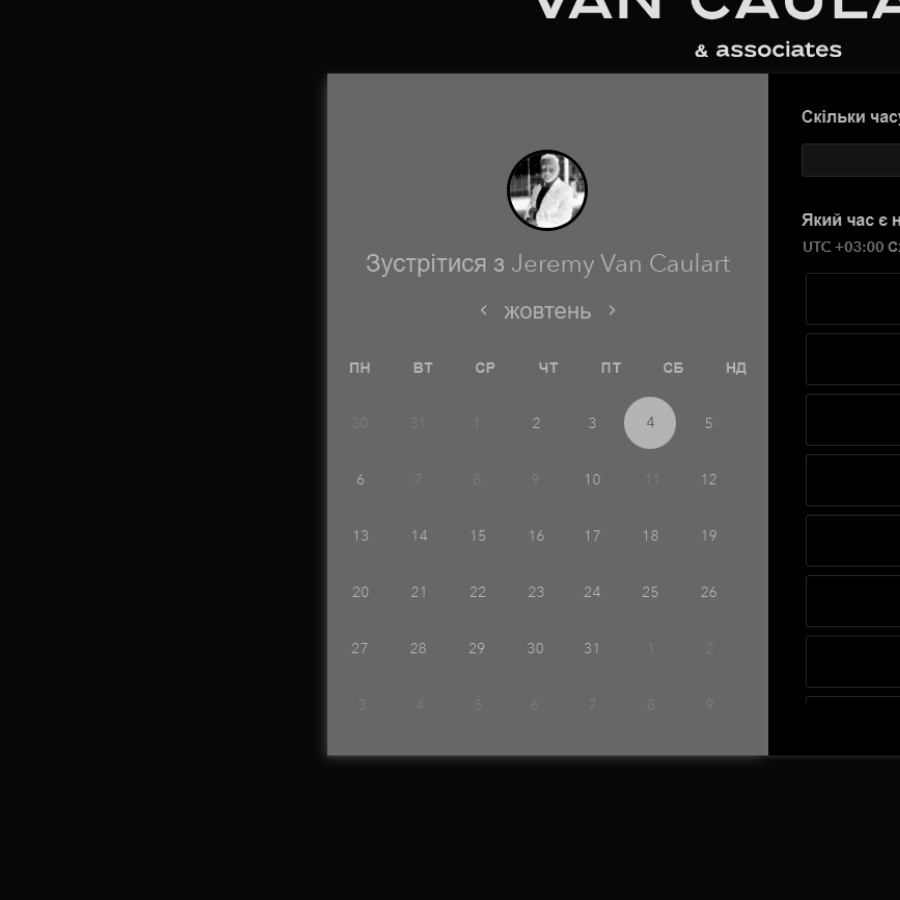 VAN CAULA
& associates
Зустрітися з Jeremy Van Caulart
жовтень
ПН ВТ СР ЧТ ПТ СБ НД
30 31 1 2 3 4 5
6 7 8 9 10 11 12
13 14 15 16 17 18 19
20 21 22 23 24 25 26
27 28 29 30 31 1 2
3 4 5 6 7 8 9
Скільки часу
Який час є н
UTC +03:00